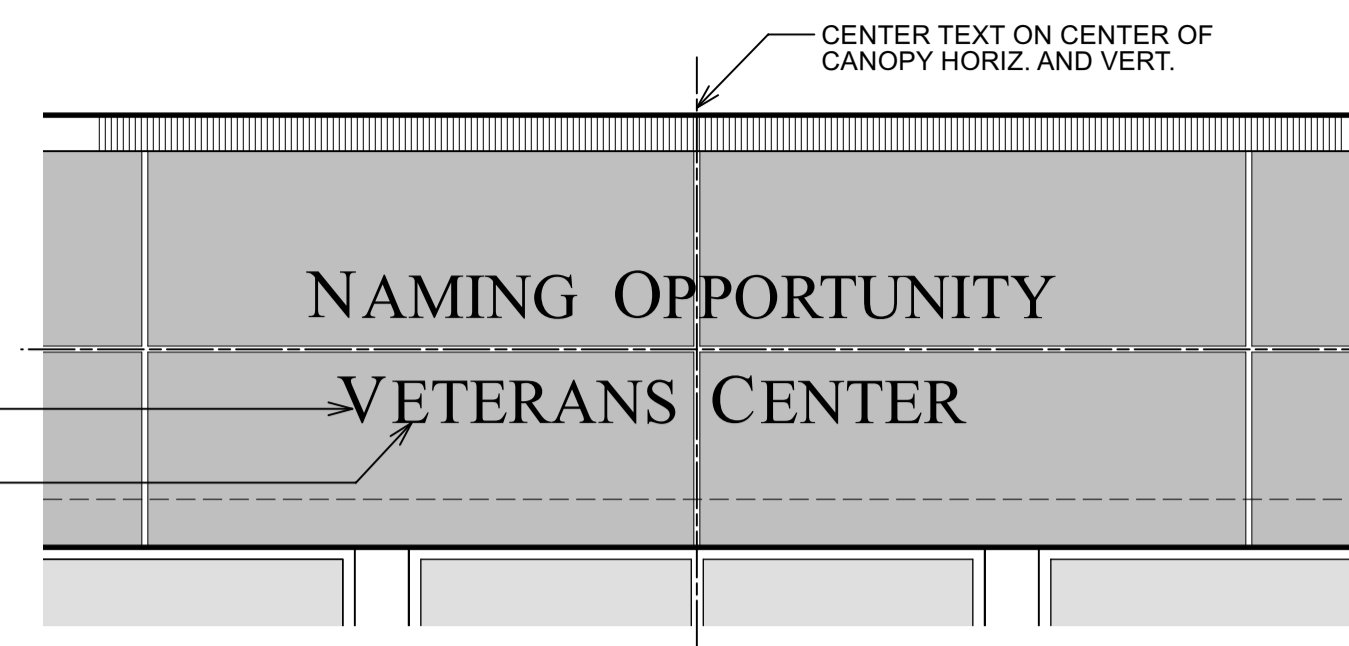 CENTER TEXT ON CENTER OF
CANOPY HORIZ. AND VERT.
NAMING OPPORTUNITY
VETERANS CENTER